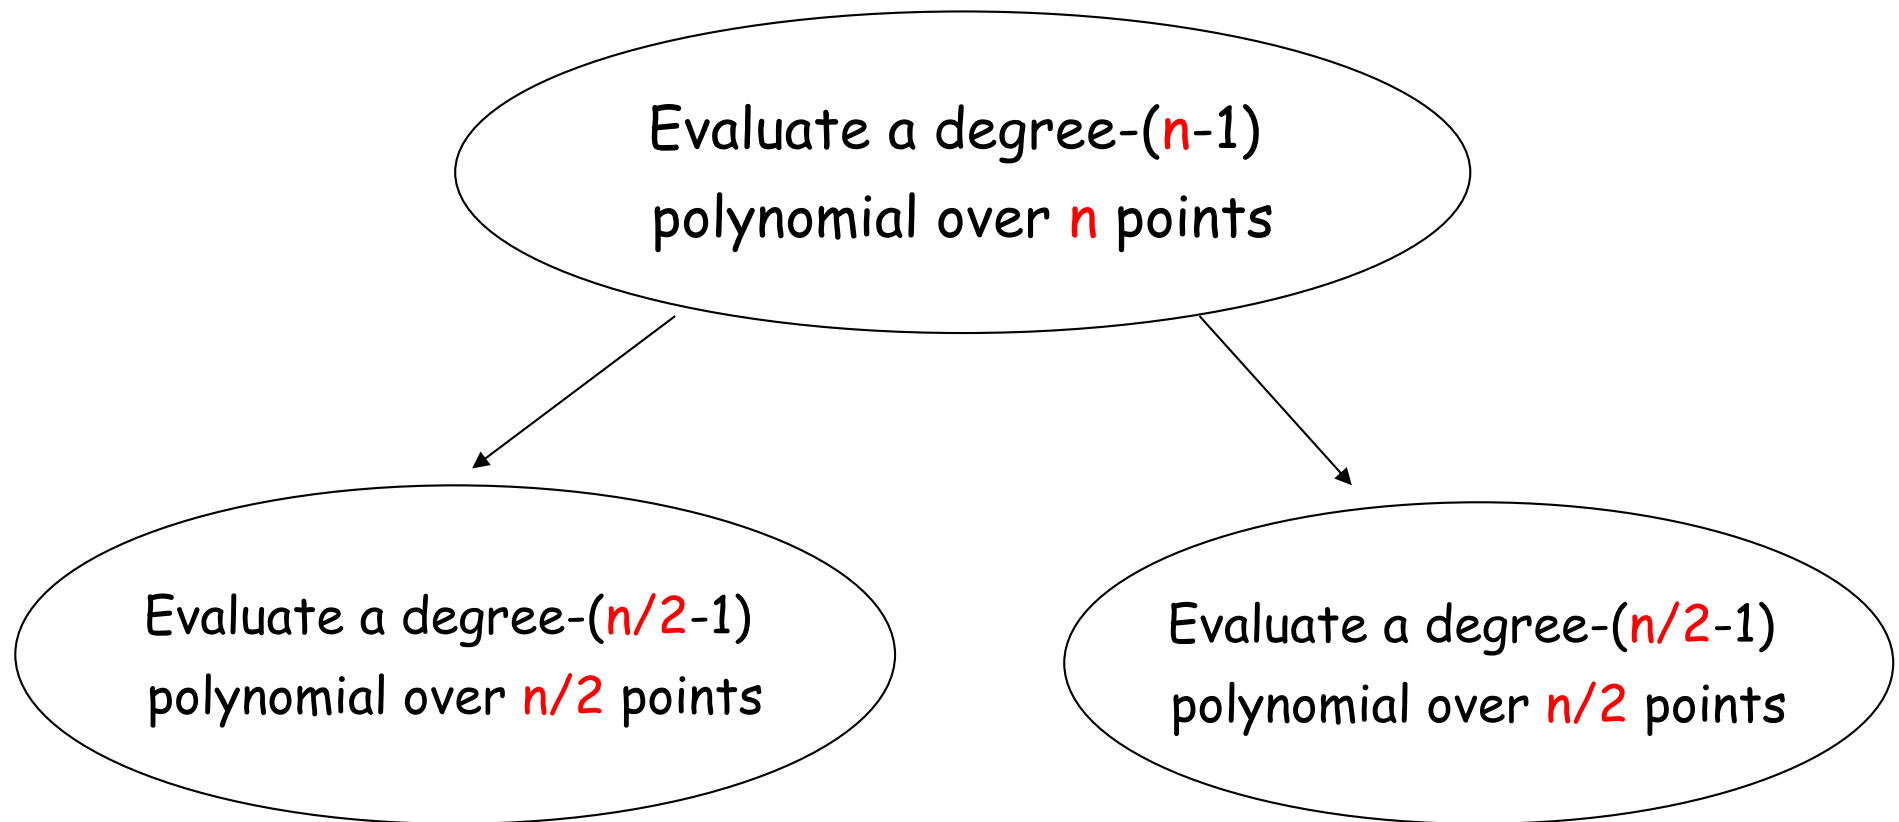 Evaluate a degree-(n-1)
polynomial over n points
Evaluate a degree-(n/2-1)
polynomial over n/2 points
Evaluate a degree-(n/2-1)
polynomial over n/2 points